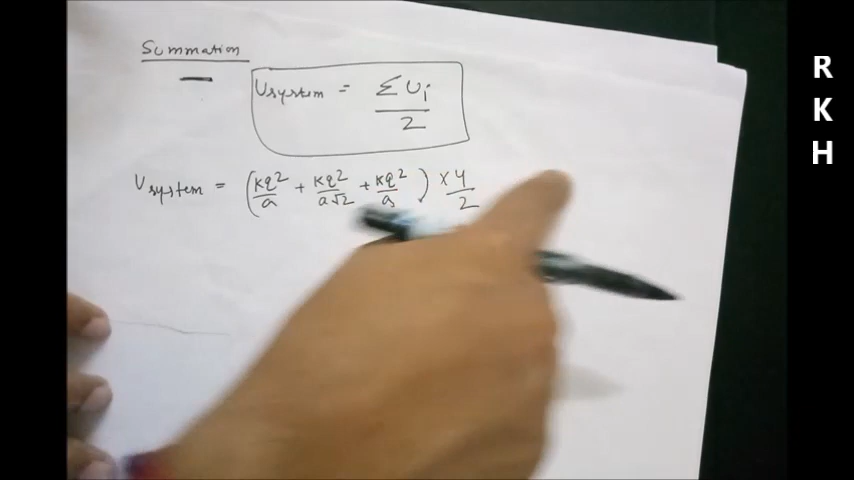 Summation
Usystem = ΣUi/2
Usystem = (kq²/a + kq²/a√2 + kq²/a) × 4/2
R
K
H